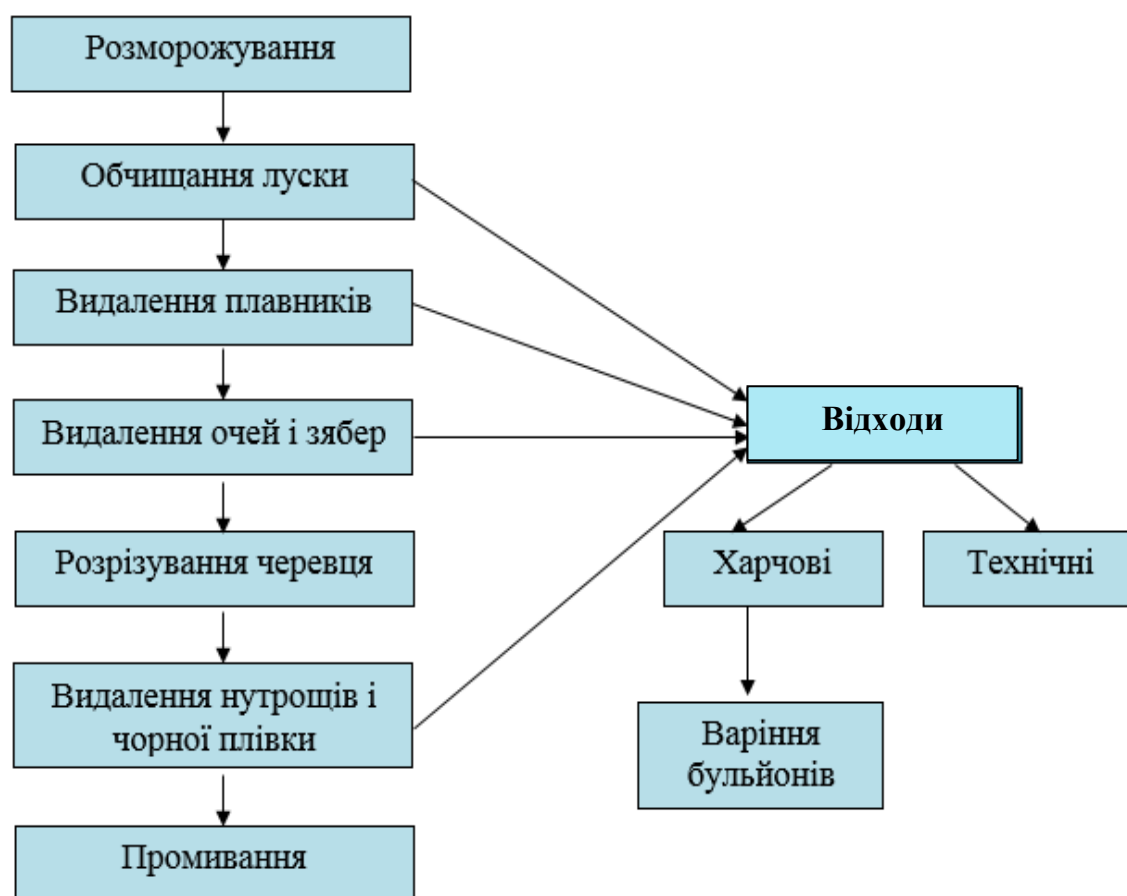 Розморожування
Обчищання луски
Видалення плавників
Видалення очей і зябер
Розрізування черевця
Видалення нутрощів і
чорної плівки
Промивання
Відходи
Харчові
Технічні
Варіння
бульйонів